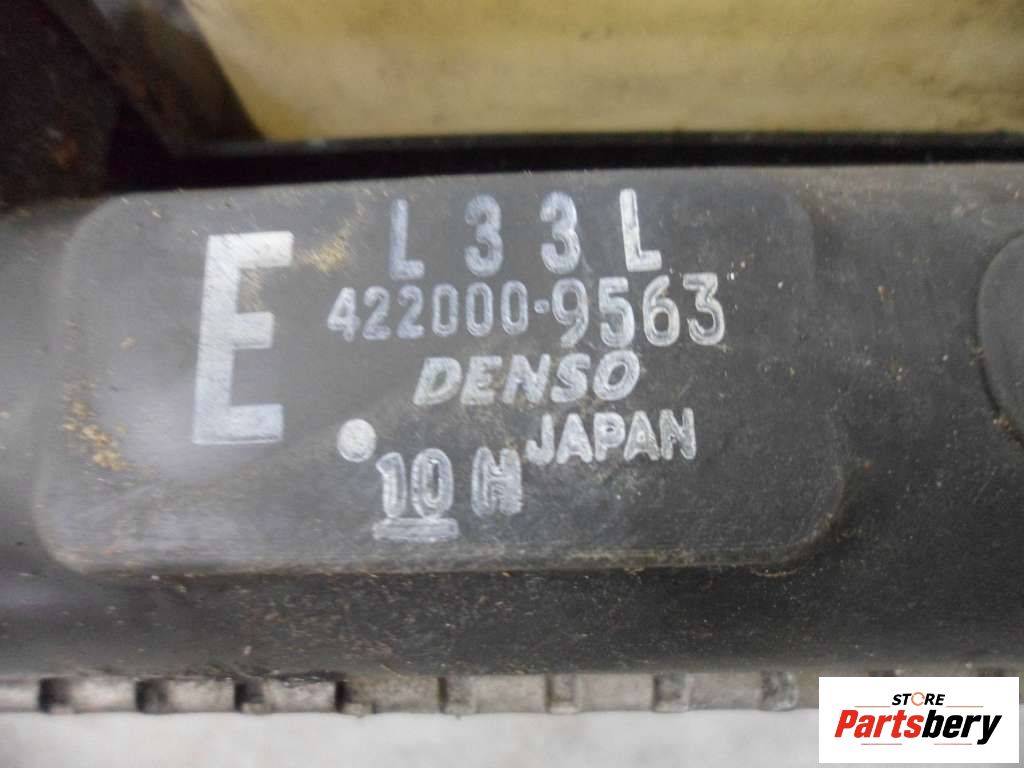 E
L33L
422000-9563
DENSO
JAPAN
10 H
STORE
Partsbery